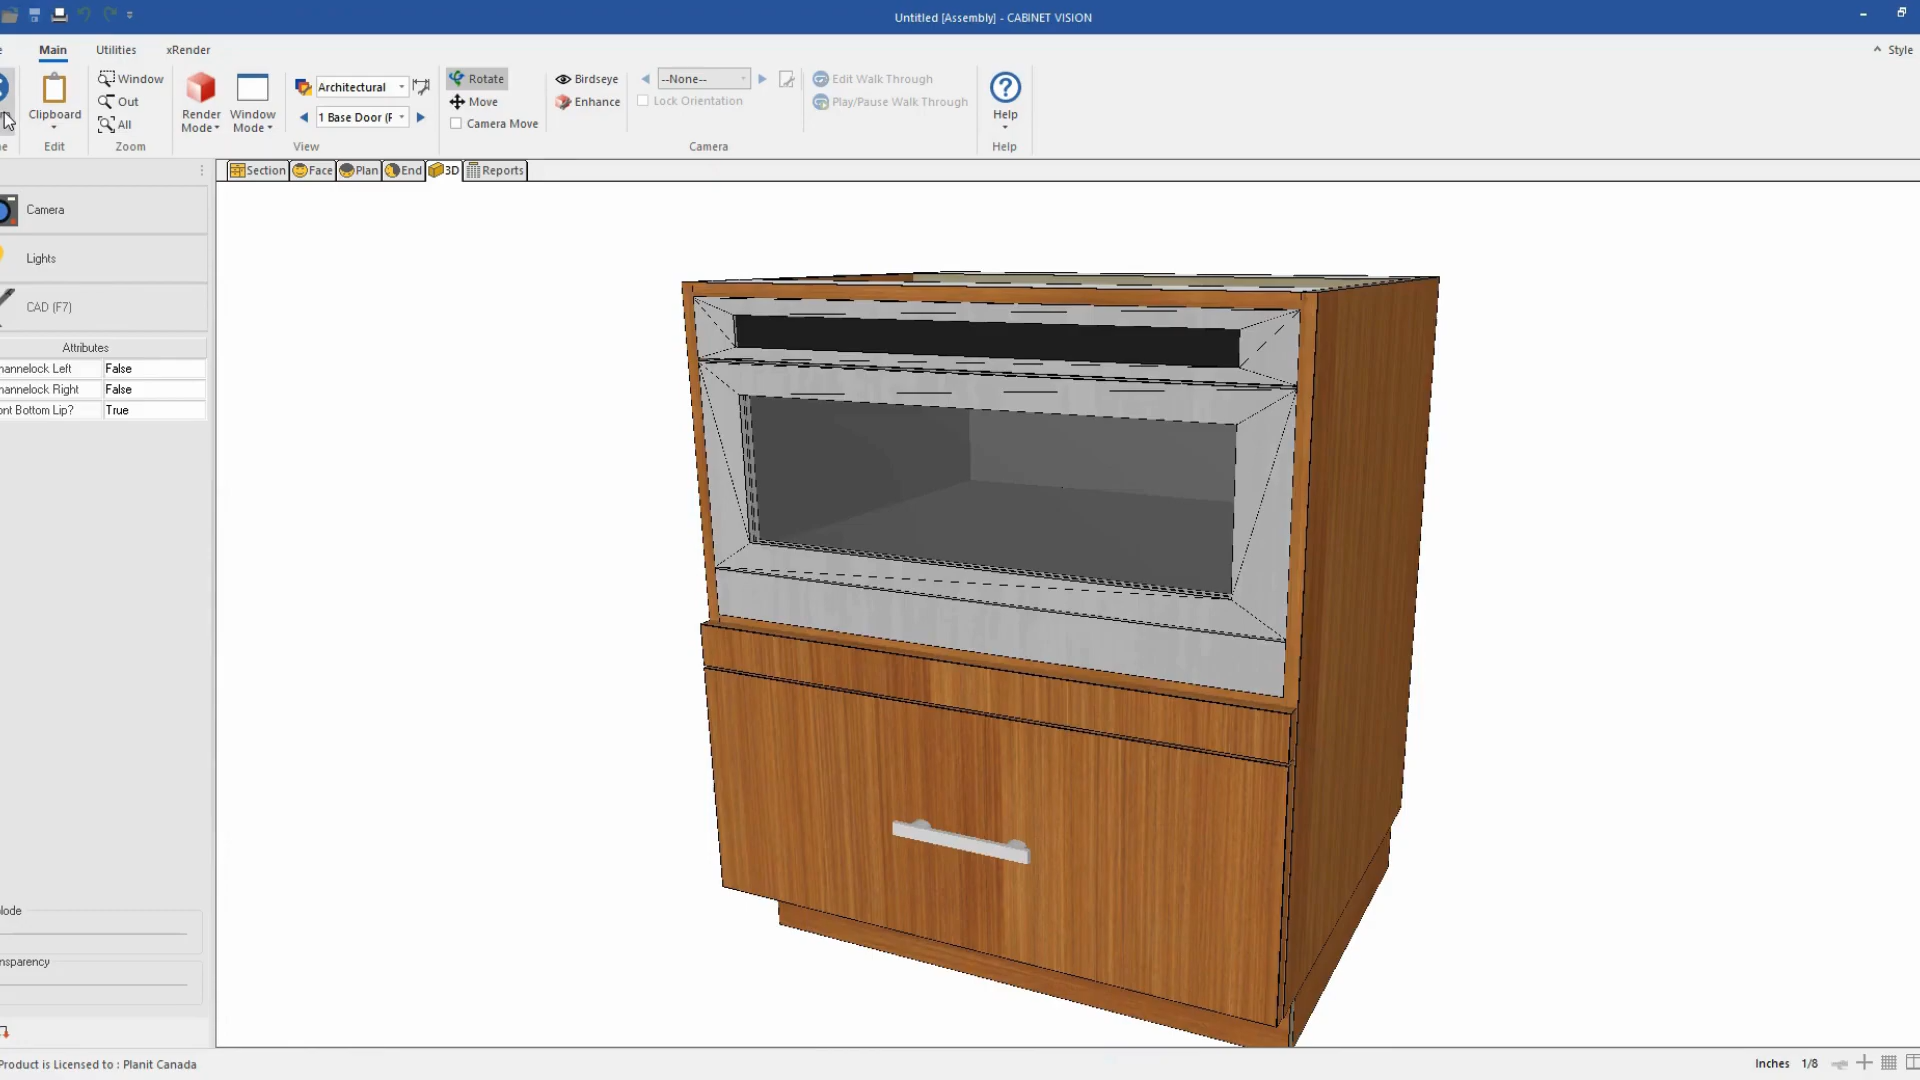 Untitled [Assembly] - CABINET VISION
e Main Utilities xRender Style
Clipboard
Edit
Window
Out
All
Zoom
Render Mode
Window Mode
Architectural
1 Base Door (F
View
Rotate
Move
Camera Move
Birdseye
Enhance
--None--
Lock Orientation
Edit Walk Through
Play/Pause Walk Through
Camera
Help
Help
Section Face Plan End 3D Reports
Camera
Lights
CAD (F7)
Attributes
hannelock Left False
hannelock Right False
ont Bottom Lip? True
lode
nsparency
Product is Licensed to : Planit Canada
Inches 1/8